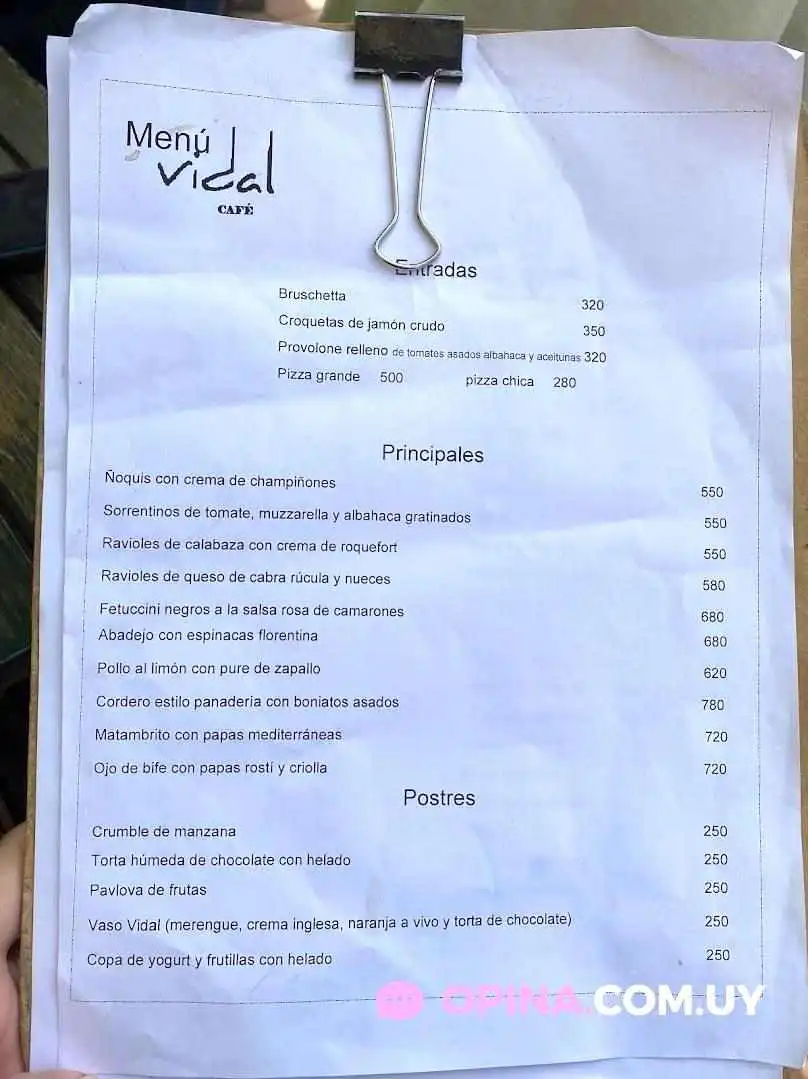 Menú
vidal
CAFÉ
Entradas
Bruschetta 320
Croquetas de jamón crudo 350
Provolone relleno de tomates asados albahaca y aceitunas 320
Pizza grande 500 pizza chica 280
Principales
Ñoquis con crema de champiñones 550
Sorrentinos de tomate, muzzarella y albahaca gratinados 550
Ravioles de calabaza con crema de roquefort 550
Ravioles de queso de cabra rúcula y nueces 580
Fetuccini negros a la salsa rosa de camarones 680
Abadejo con espinacas florentina 680
Pollo al limón con pure de zapallo 620
Cordero estilo panadería con boniatos asados 780
Matambrito con papas mediterráneas 720
Ojo de bife con papas rostí y criolla 720
Postres
Crumble de manzana 250
Torta húmeda de chocolate con helado 250
Pavlova de frutas 250
Vaso Vidal (merengue, crema inglesa, naranja a vivo y torta de chocolate) 250
Copa de yogurt y frutillas con helado 250
OPINA.COM.UY